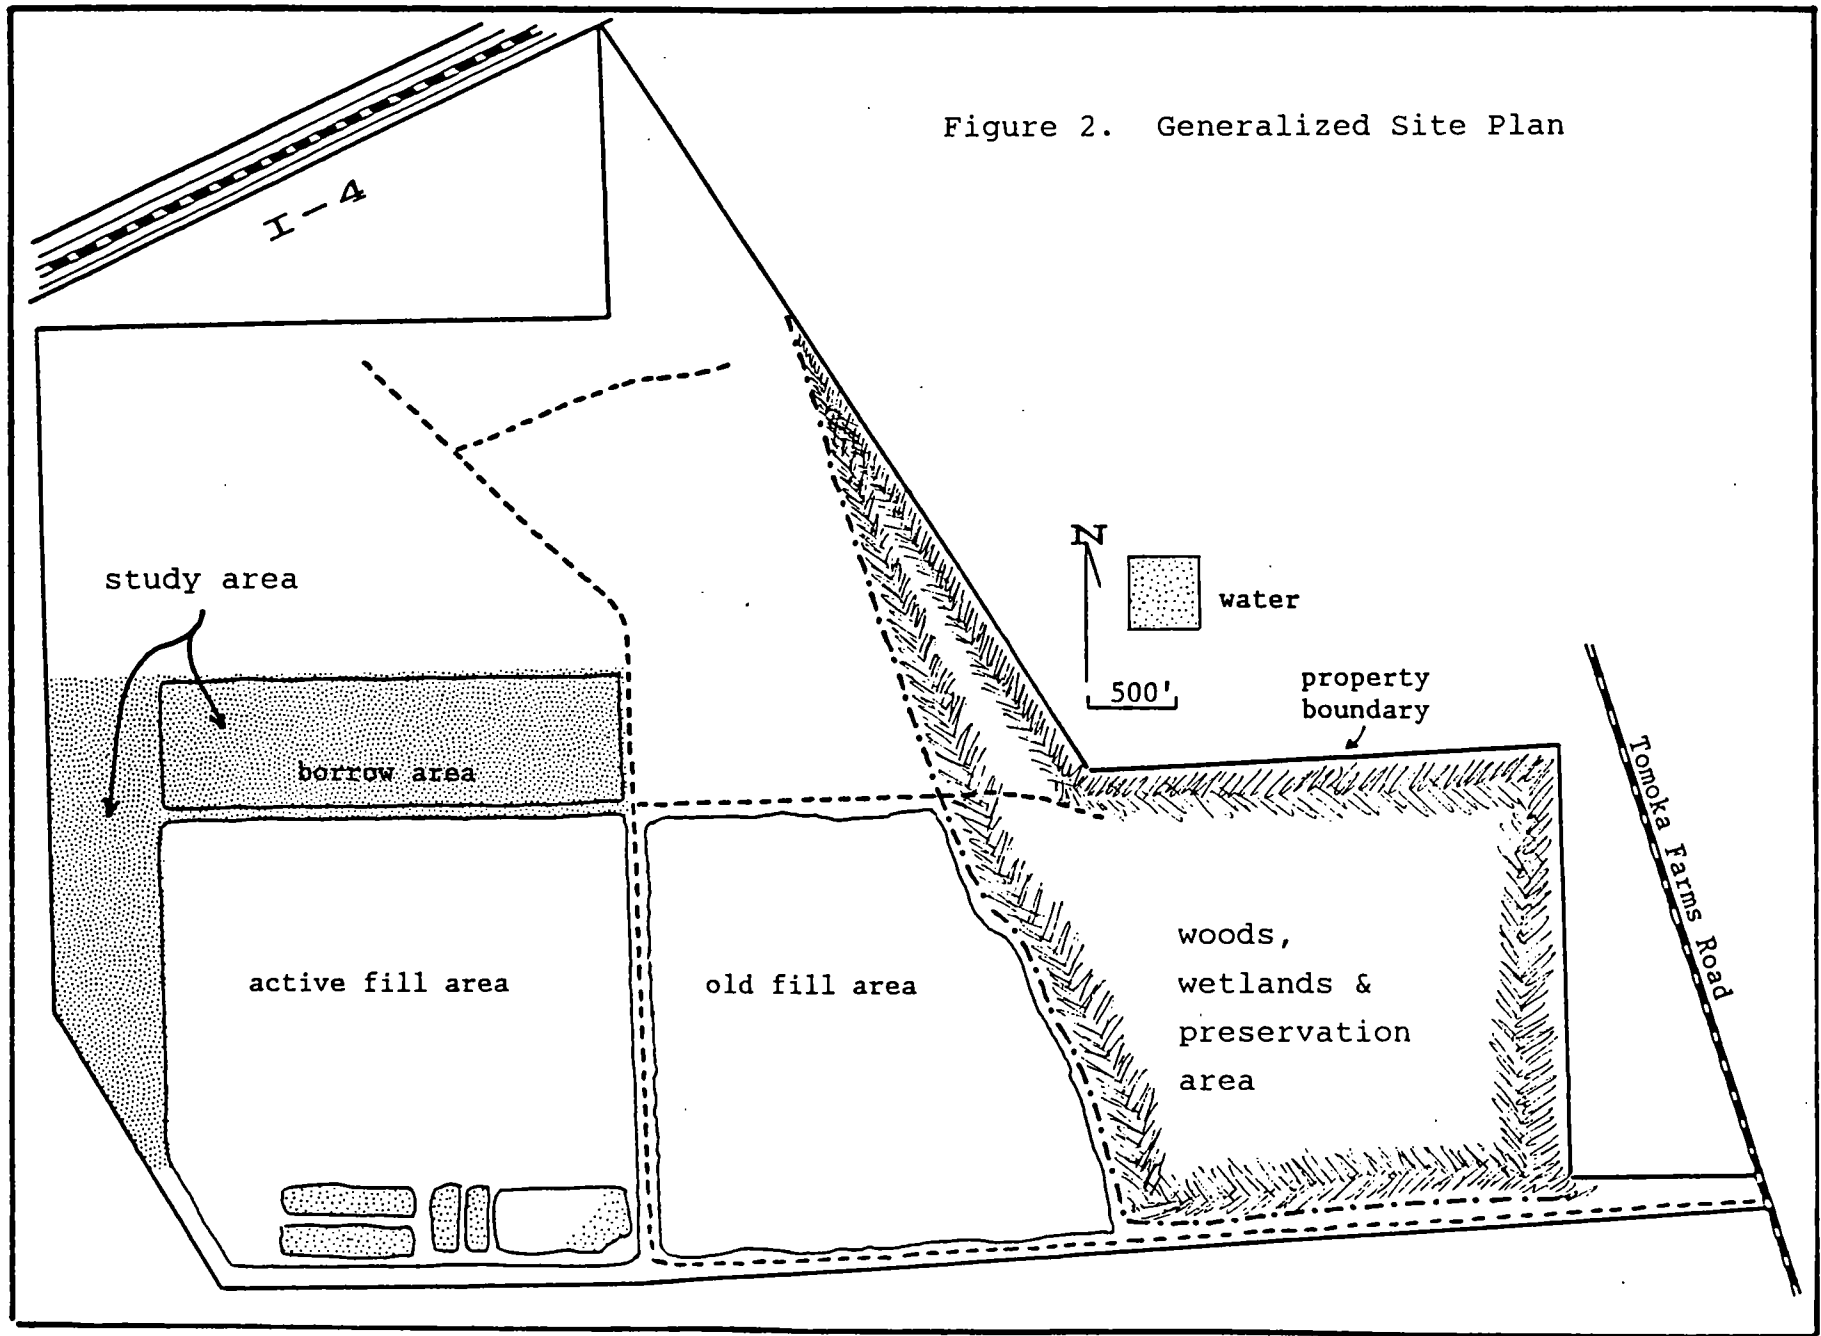 Figure 2. Generalized Site Plan
I-4
study area
N
water
500'
property
boundary
borrow area
Tomoka Farms Road
active fill area
old fill area
woods,
wetlands &
preservation
area